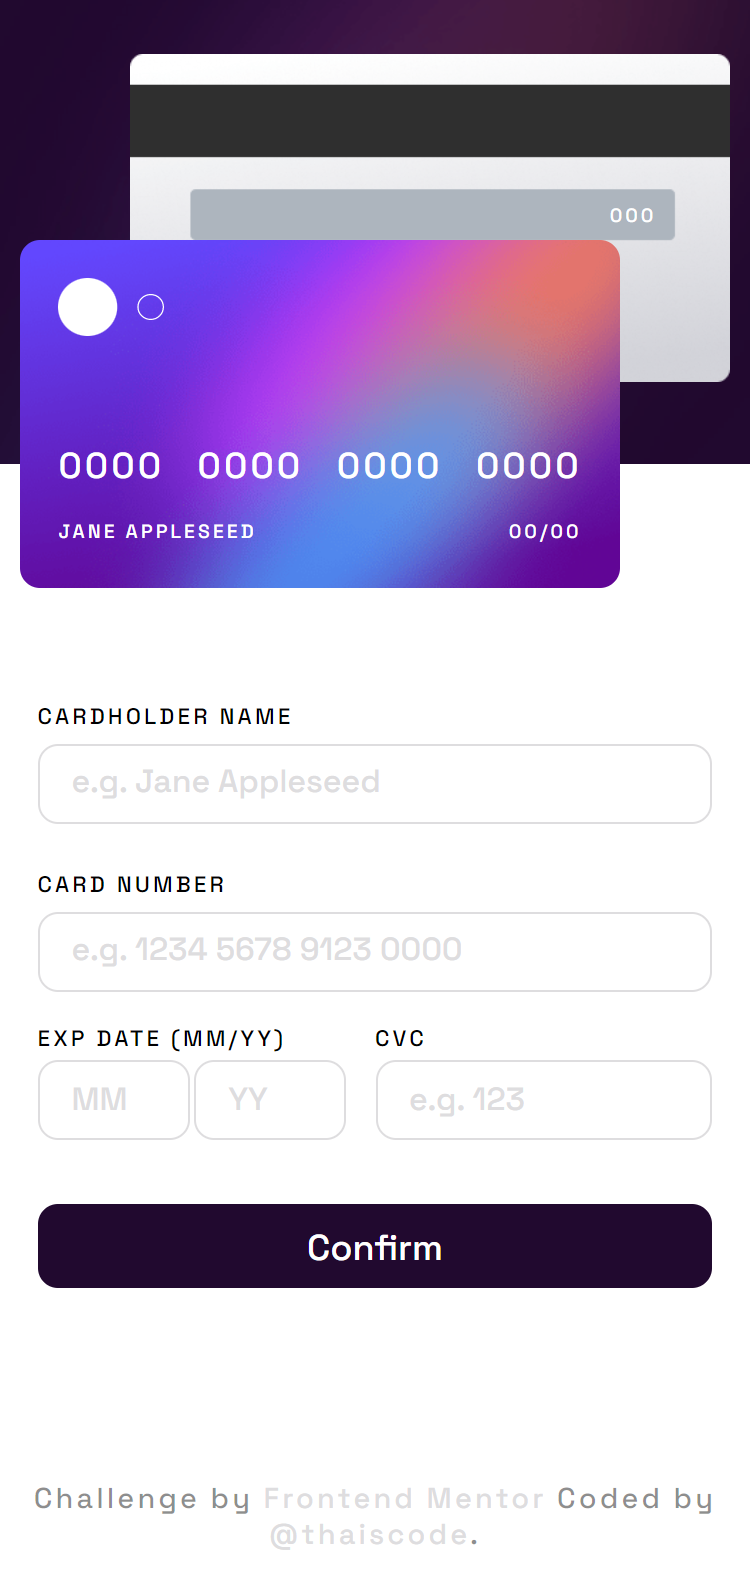 000
0000 0000 0000 0000
JANE APPLESEED 00/00
CARDHOLDER NAME
e.g. Jane Appleseed
CARD NUMBER
e.g. 1234 5678 9123 0000
EXP DATE (MM/YY) CVC
MM YY e.g. 123
Confirm
Challenge by Frontend Mentor Coded by
@thaiscode.